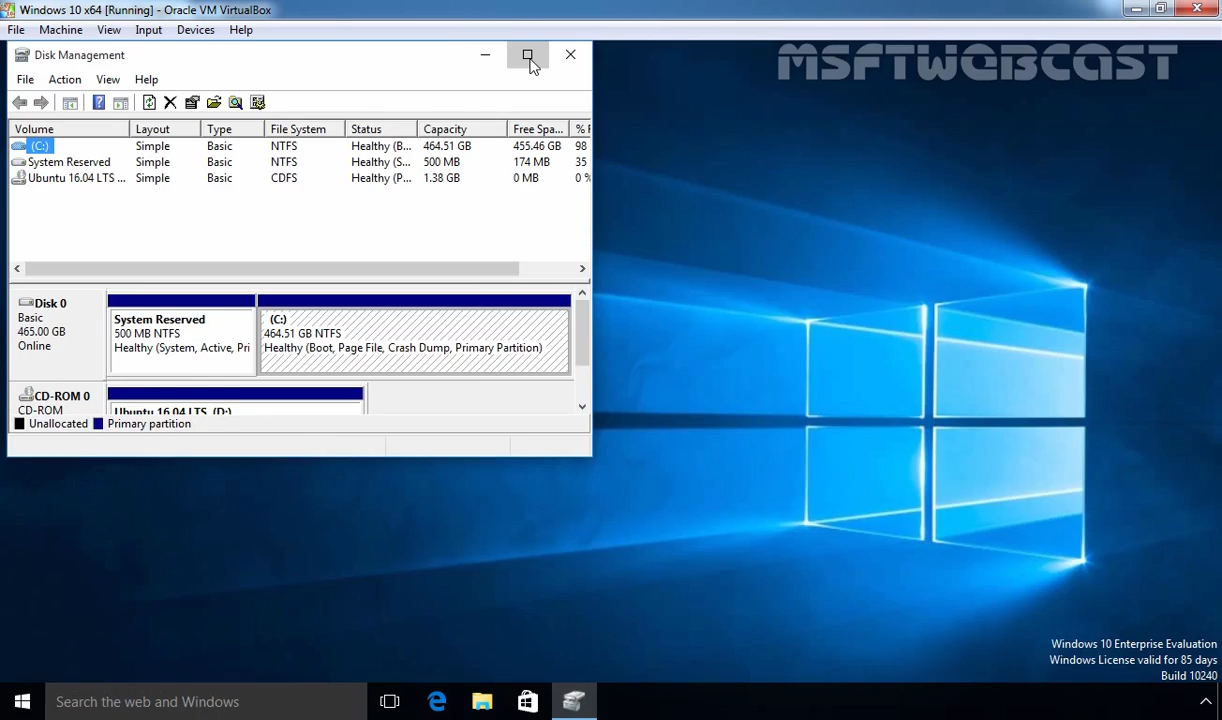 Windows 10 x64 [Running] - Oracle VM VirtualBox
File Machine View Input Devices Help
Disk Management
MSFTWEBCAST
File Action View Help
Volume Layout Type File System Status Capacity Free Spa... % F
(C:) Simple Basic NTFS Healthy (B... 464.51 GB 455.46 GB 98
System Reserved Simple Basic NTFS Healthy (S... 500 MB 174 MB 35
Ubuntu 16.04 LTS ... Simple Basic CDFS Healthy (P... 1.38 GB 0 MB 0 %
Disk 0
Basic
465.00 GB
Online
System Reserved
500 MB NTFS
Healthy (System, Active, Pri
(C:)
464.51 GB NTFS
Healthy (Boot, Page File, Crash Dump, Primary Partition)
CD-ROM 0
CD-ROM
Ubuntu 16.04 LTS (D:)
Unallocated Primary partition
Windows 10 Enterprise Evaluation
Windows License valid for 85 days
Build 10240
Search the web and Windows